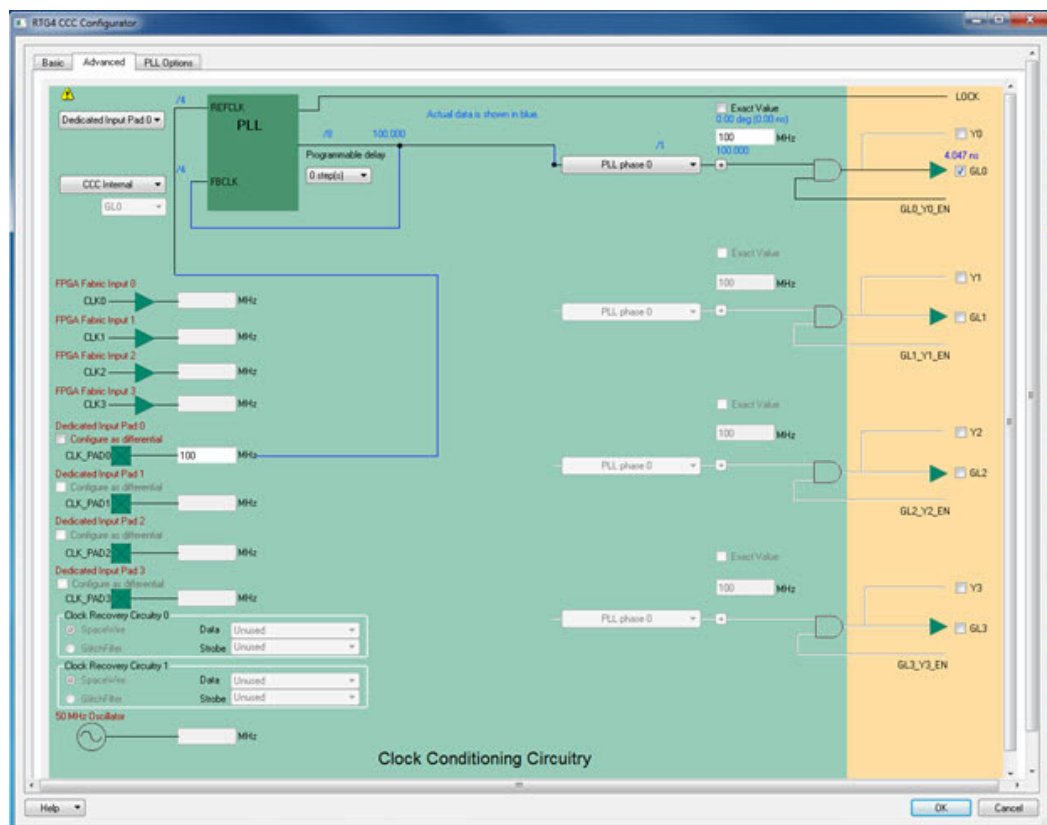 RTG4 CCC Configurator
Basic Advanced PLL Options
Dedicated Input Pad 0
/4
REFCLK
PLL
LOCK
Actual data is shown in blue.
Exact Value
0.00 deg (0.00 ns)
100 MHz
100.000
Y0
/8 100.000
Programmable delay
0 step(s)
/1
PLL phase 0
4.047 ns
GL0
CCC Internal
/4
FBCLK
GL0
GL0_Y0_EN
Exact Value
100 MHz
Y1
FPGA Fabric Input 0
CLK0 MHz
PLL phase 0
GL1
FPGA Fabric Input 1
CLK1 MHz
GL1_Y1_EN
FPGA Fabric Input 2
CLK2 MHz
FPGA Fabric Input 3
CLK3 MHz
Exact Value
Dedicated Input Pad 0
Configure as differential
100 MHz
Y2
CLK_PAD0 100 MHz
Dedicated Input Pad 1
PLL phase 0
GL2
Configure as differential
CLK_PAD1 MHz
GL2_Y2_EN
Dedicated Input Pad 2
Configure as differential
CLK_PAD2 MHz
Exact Value
Dedicated Input Pad 3
Configure as differential
100 MHz
Y3
CLK_PAD3 MHz
Clock Recovery Circuitry 0
SpaceWire Data Unused
PLL phase 0
GL3
GlitchFilter Strobe Unused
GL3_Y3_EN
Clock Recovery Circuitry 1
SpaceWire Data Unused
GlitchFilter Strobe Unused
50 MHz Oscillator
MHz
Clock Conditioning Circuitry
Help OK Cancel